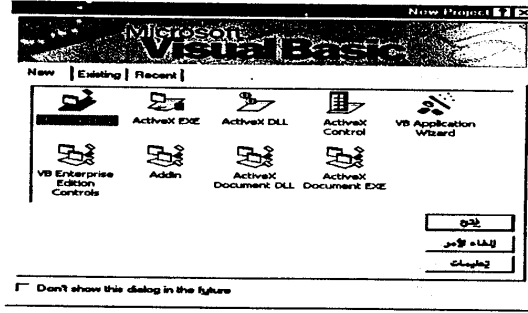 New Project
Microsoft
Visual Basic
New Existing Recent
ActiveX EXE ActiveX DLL ActiveX Control VB Application Wizard
VB Enterprise Edition Controls Addin ActiveX Document DLL ActiveX Document EXE
فتح
إلغاء الأمر
تعليمات
Don't show this dialog in the future